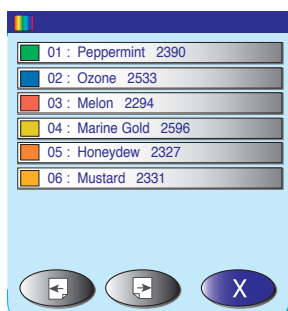 01 : Peppermint 2390
02 : Ozone 2533
03 : Melon 2294
04 : Marine Gold 2596
05 : Honeydew 2327
06 : Mustard 2331
X